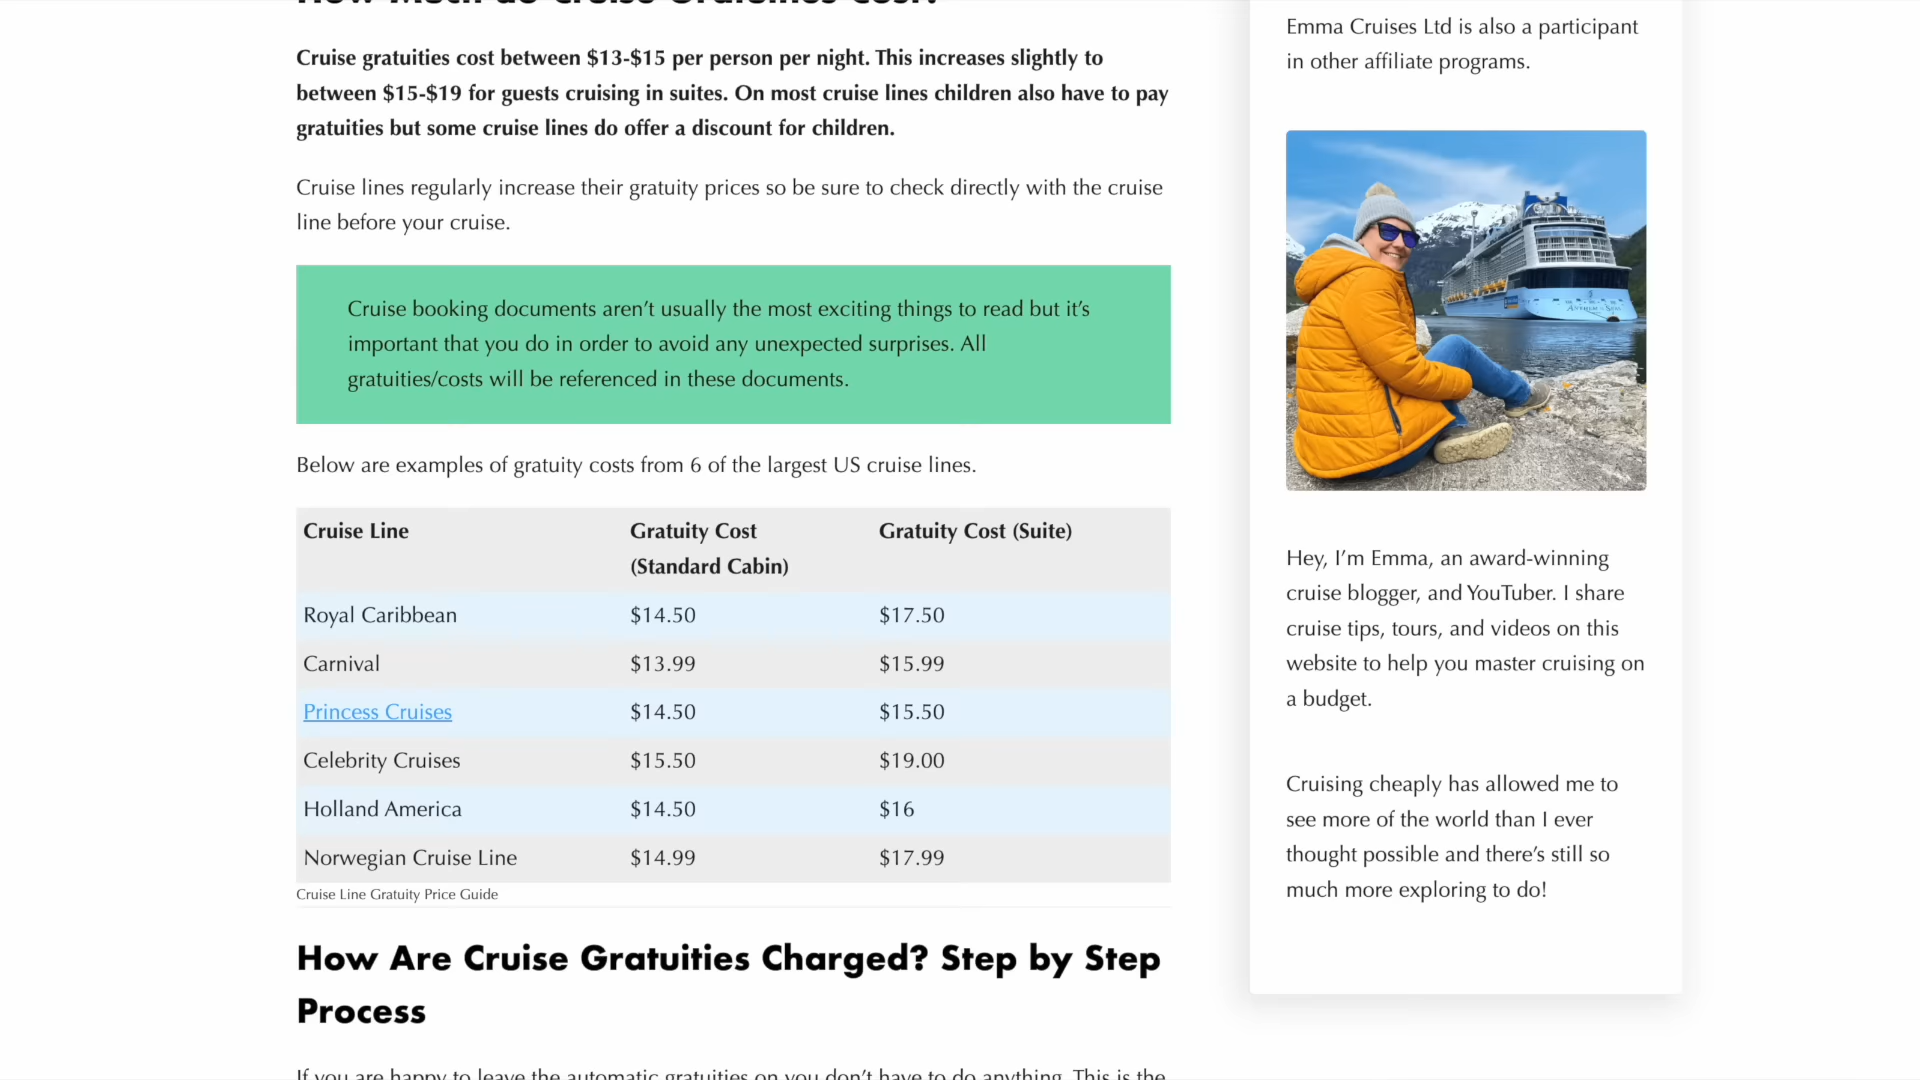 How Much do Cruise Gratuities Cost?
Cruise gratuities cost between $13-$15 per person per night. This increases slightly to
between $15-$19 for guests cruising in suites. On most cruise lines children also have to pay
gratuities but some cruise lines do offer a discount for children.
Cruise lines regularly increase their gratuity prices so be sure to check directly with the cruise
line before your cruise.
Cruise booking documents aren’t usually the most exciting things to read but it’s
important that you do in order to avoid any unexpected surprises. All
gratuities/costs will be referenced in these documents.
Below are examples of gratuity costs from 6 of the largest US cruise lines.
Cruise Line Gratuity Cost (Standard Cabin) Gratuity Cost (Suite)
Royal Caribbean $14.50 $17.50
Carnival $13.99 $15.99
Princess Cruises $14.50 $15.50
Celebrity Cruises $15.50 $19.00
Holland America $14.50 $16
Norwegian Cruise Line $14.99 $17.99
Cruise Line Gratuity Price Guide
How Are Cruise Gratuities Charged? Step by Step
Process
If you are happy to leave the automatic gratuities on you don’t have to do anything. This is the
Emma Cruises Ltd is also a participant
in other affiliate programs.
Anthem of the Seas
Hey, I’m Emma, an award-winning
cruise blogger, and YouTuber. I share
cruise tips, tours, and videos on this
website to help you master cruising on
a budget.
Cruising cheaply has allowed me to
see more of the world than I ever
thought possible and there’s still so
much more exploring to do!